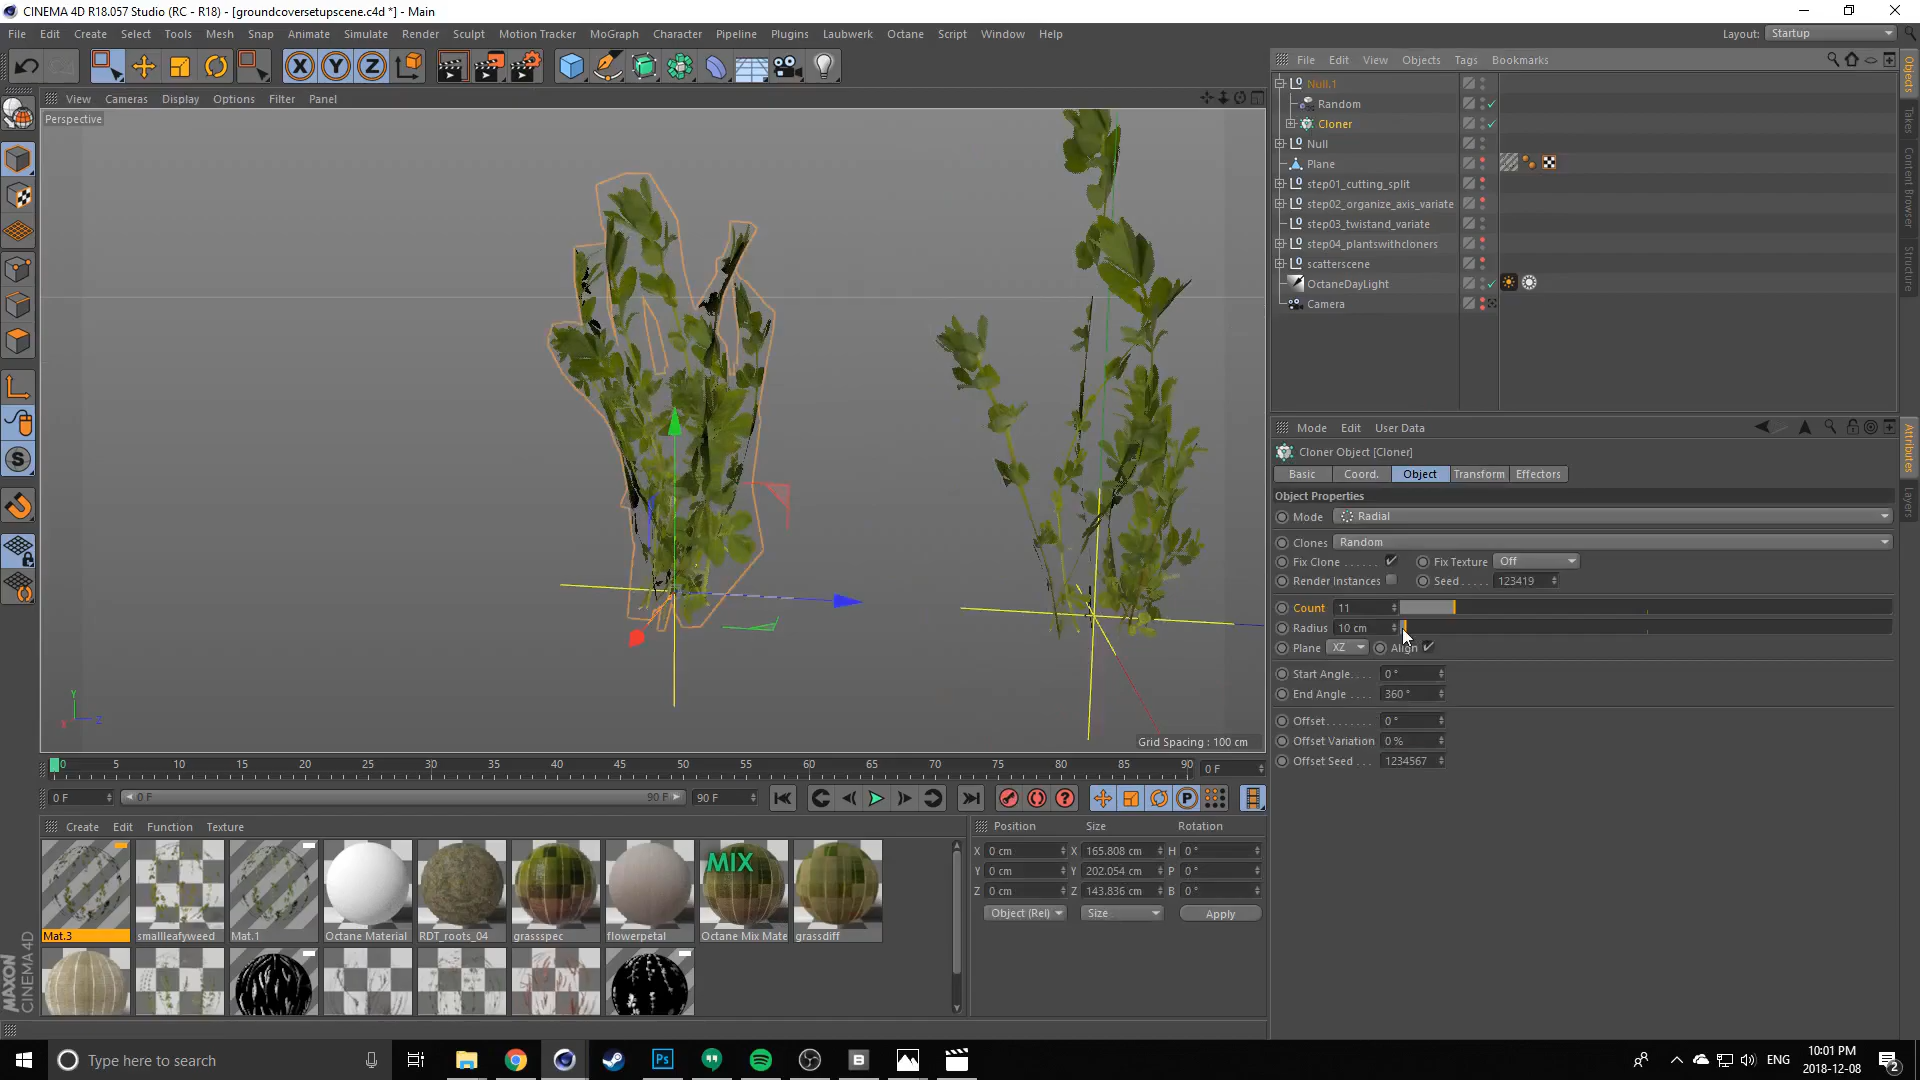 CINEMA 4D R18.057 Studio (RC - R18) - [groundcoversetupscene.c4d *] - Main
File Edit Create Select Tools Mesh Snap Animate Simulate Render Sculpt Motion Tracker MoGraph Character Pipeline Plugins Laubwerk Octane Script Window Help Layout: Startup
File Edit View Objects Tags Bookmarks
View Cameras Display Options Filter Panel
Perspective
Null.1
Random
Cloner
Null
Plane
step01_cutting_split
step02_organize_axis_variate
step03_twistand_variate
step04_plantswithcloners
scatterscene
OctaneDayLight
Camera
Objects
Takes
Content Browser
Structure
Mode Edit User Data
Cloner Object [Cloner]
Basic Coord. Object Transform Effectors
Object Properties
Mode Radial
Clones Random
Fix Clone . . . . . . Fix Texture Off
Render Instances Seed . . . . . 123419
Count 11
Radius 10 cm
Plane XZ Align
Start Angle. . . . 0 °
End Angle . . . . 360 °
Offset. . . . . . . . 0 °
Offset Variation 0 %
Offset Seed . . . 1234567
Attributes
Layers
Y
X Z
Grid Spacing : 100 cm
0 5 10 15 20 25 30 35 40 45 50 55 60 65 70 75 80 85 90 0 F
0 F 0 F 90 F 90 F
Create Edit Function Texture
Mat.3 smallleafyweed Mat.1 Octane Material RDT_roots_04 grassspec flowerpetal Octane Mix Mate grassdiff
MIX
Position Size Rotation
X 0 cm X 165.808 cm H 0 °
Y 0 cm Y 202.054 cm P 0 °
Z 0 cm Z 143.836 cm B 0 °
Object (Rel) Size Apply
MAXON
CINEMA 4D
Type here to search
ENG
10:01 PM
2018-12-08
2